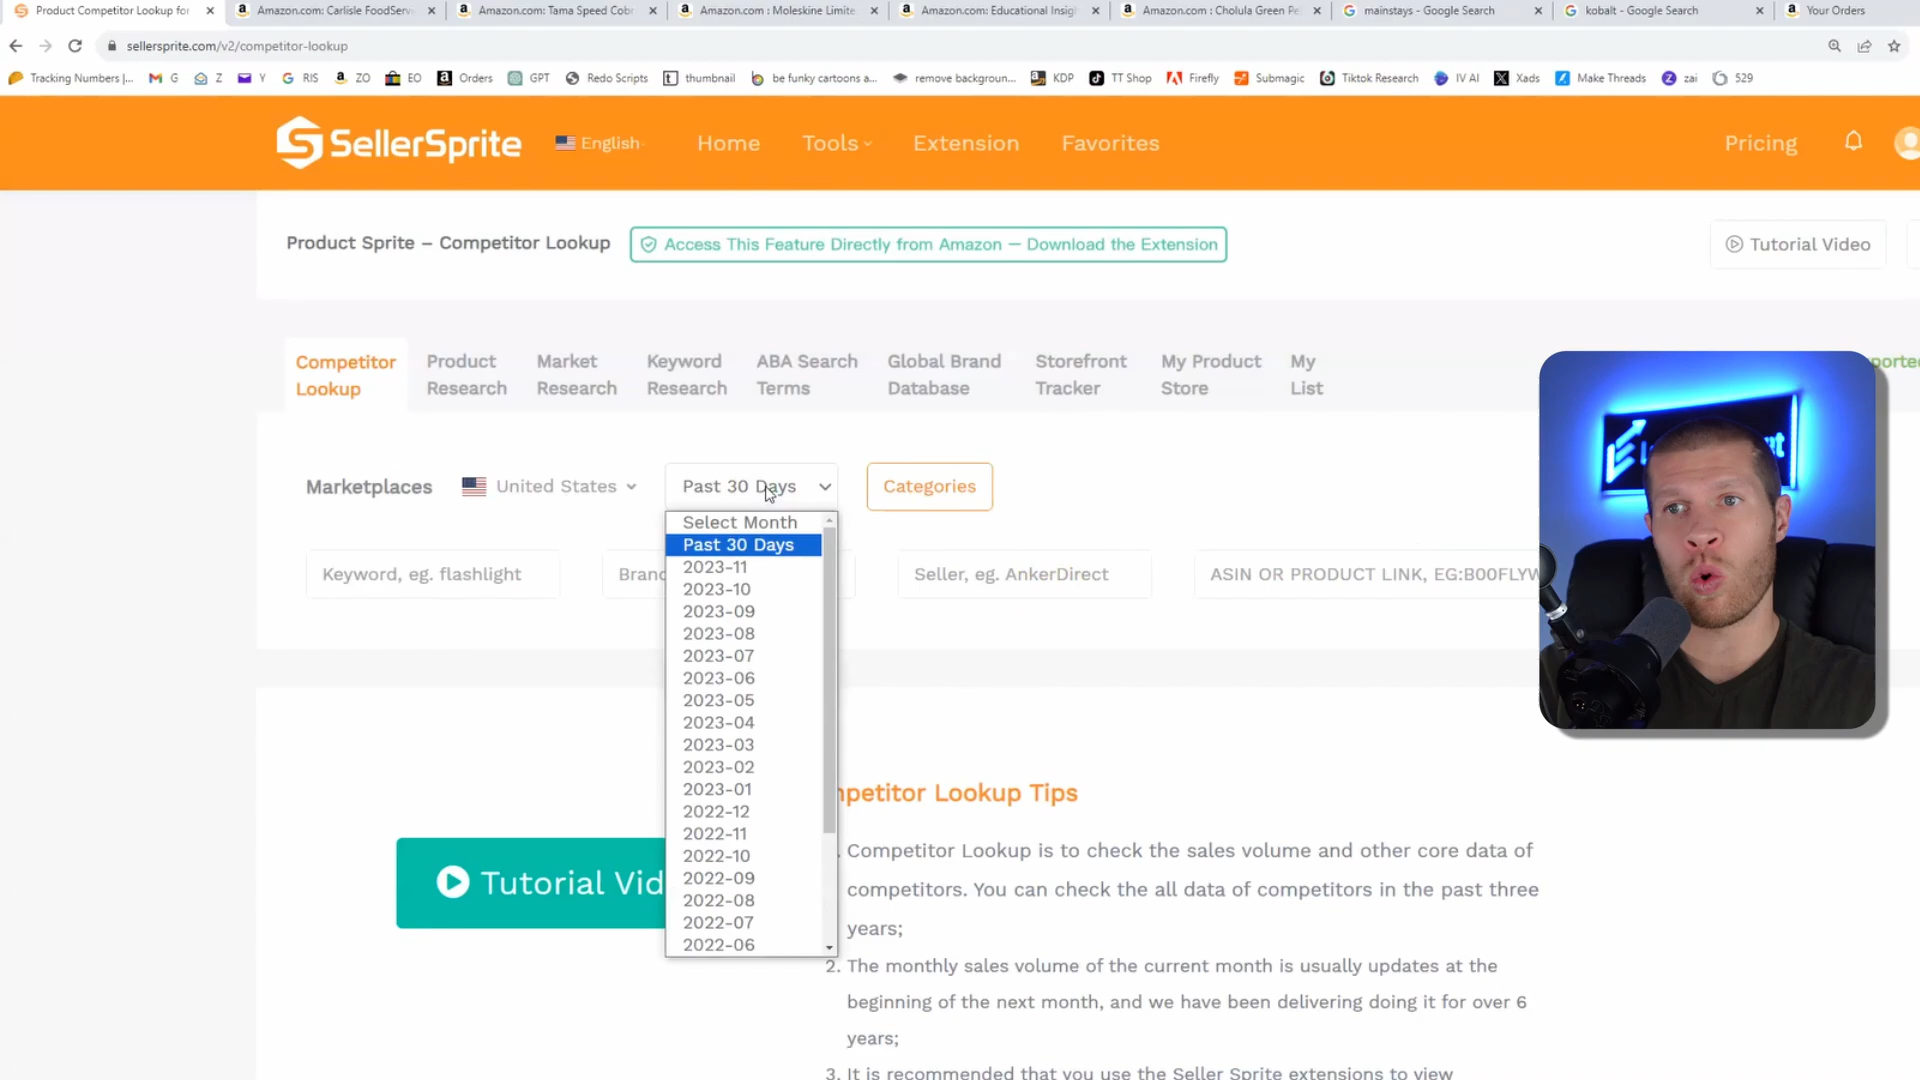 Product Competitor Lookup for
Amazon.com: Carlisle FoodServ
Amazon.com: Tama Speed Cob
Amazon.com : Moleskine Limite
Amazon.com: Educational Insig
Amazon.com : Cholula Green Pe
mainstays - Google Search
kobalt - Google Search
Your Orders
sellersprite.com/v2/competitor-lookup
Tracking Numbers |...
G
Z
Y
RIS
ZO
EO
Orders
GPT
Redo Scripts
thumbnail
be funky cartoons a...
remove backgroun...
KDP
TT Shop
Firefly
Submagic
Tiktok Research
IV AI
Xads
Make Threads
zai
529
SellerSprite
English
Home
Tools
Extension
Favorites
Pricing
Product Sprite – Competitor Lookup
Access This Feature Directly from Amazon — Download the Extension
Tutorial Video
Competitor
Lookup
Product
Research
Market
Research
Keyword
Research
ABA Search
Terms
Global Brand
Database
Storefront
Tracker
My Product
Store
My
List
porte
Marketplaces
United States
Past 30 Days
Categories
Select Month
Past 30 Days
2023-11
2023-10
2023-09
2023-08
2023-07
2023-06
2023-05
2023-04
2023-03
2023-02
2023-01
2022-12
2022-11
2022-10
2022-09
2022-08
2022-07
2022-06
Keyword, eg. flashlight
Brand
Seller, eg. AnkerDirect
ASIN OR PRODUCT LINK, EG:B00FLYW
Tutorial Vid
mpetitor Lookup Tips
Competitor Lookup is to check the sales volume and other core data of
competitors. You can check the all data of competitors in the past three
years;
2. The monthly sales volume of the current month is usually updates at the
beginning of the next month, and we have been delivering doing it for over 6
years;
3. It is recommended that you use the Seller Sprite extensions to view